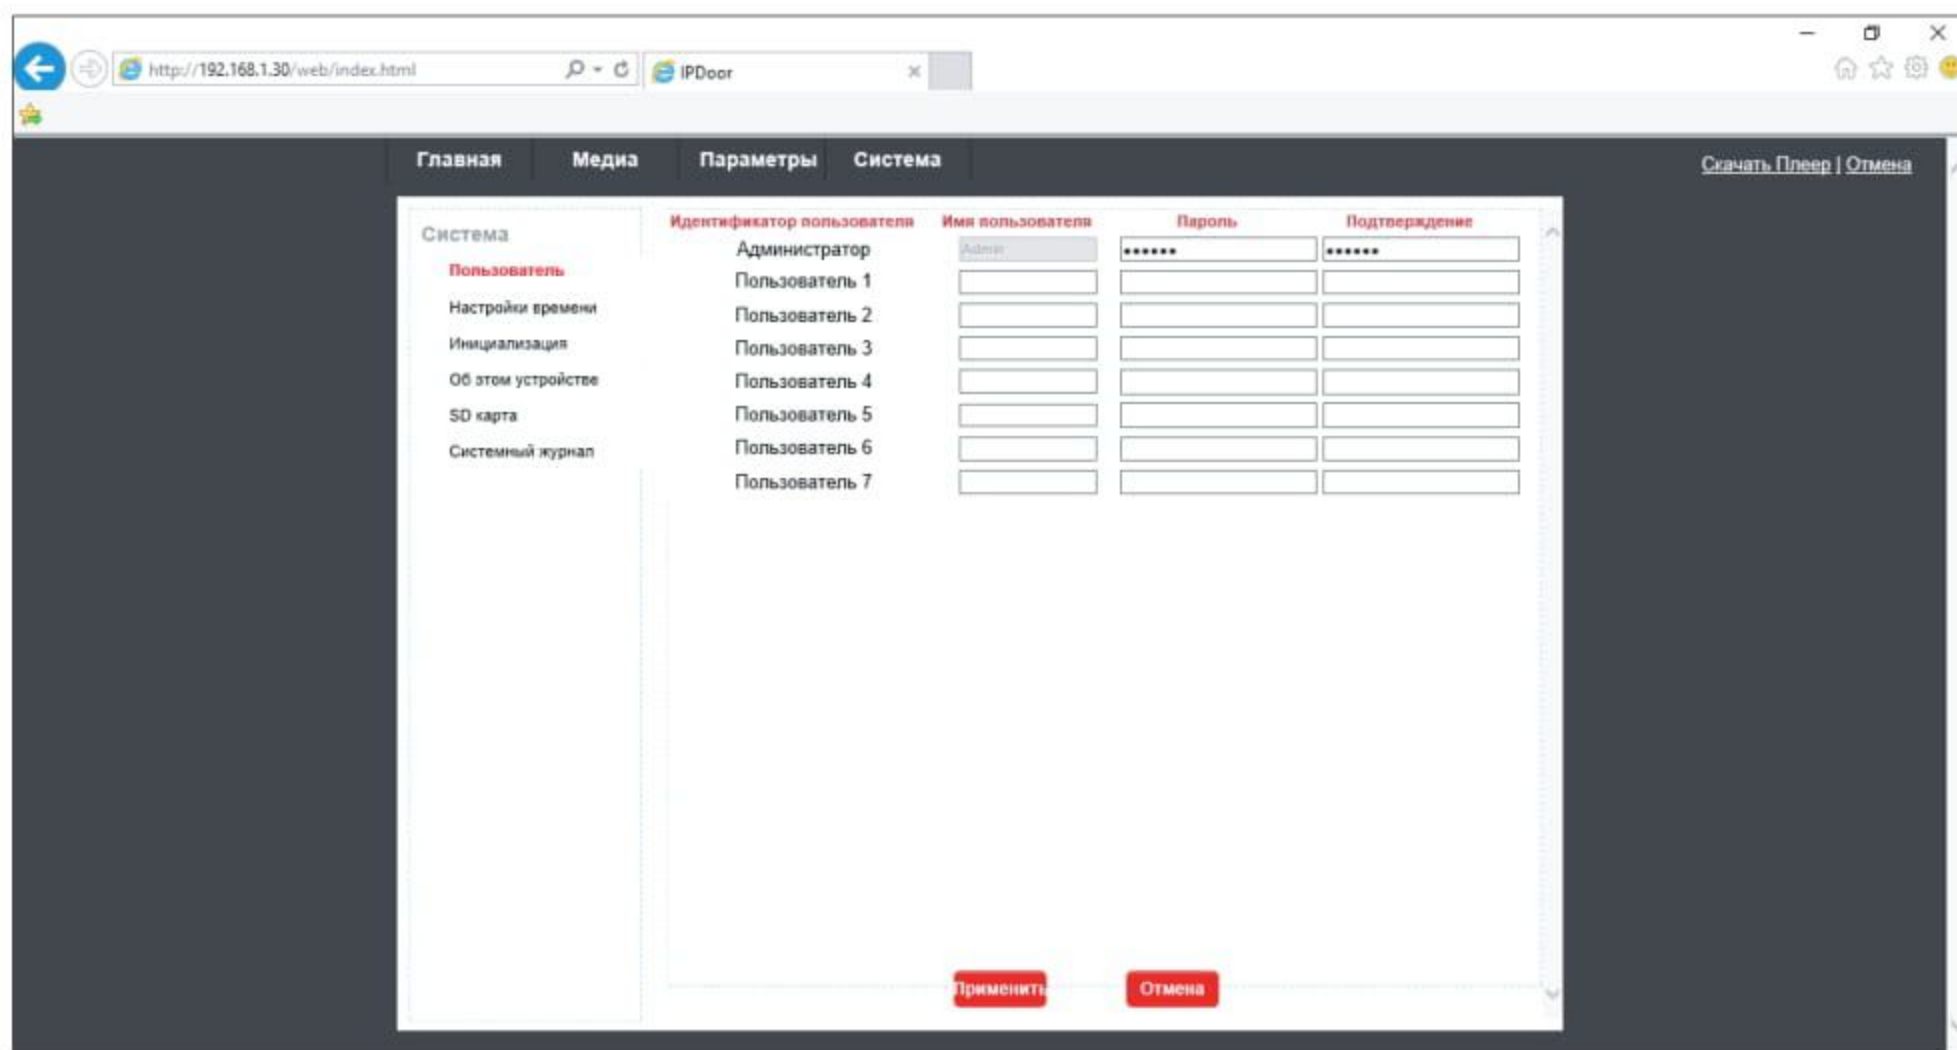 http://192.168.1.30/web/index.html
IPDoor
Главная Медиа Параметры Система
Скачать Плеер | Отмена
Система
Пользователь
Настройки времени
Инициализация
Об этом устройстве
SD карта
Системный журнал
Идентификатор пользователя Имя пользователя Пароль Подтверждение
Администратор Admin •••••• ••••••
Пользователь 1
Пользователь 2
Пользователь 3
Пользователь 4
Пользователь 5
Пользователь 6
Пользователь 7
Применить Отмена